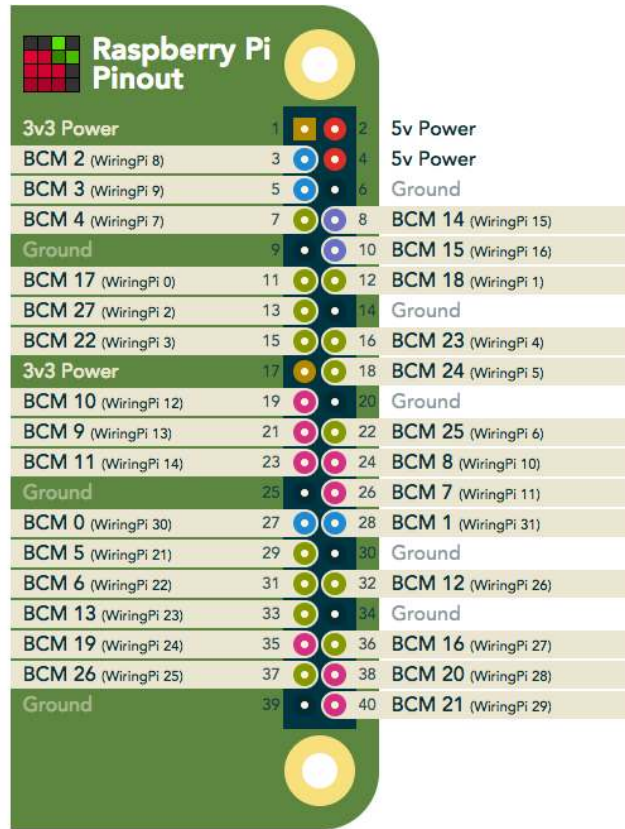 Raspberry Pi
Pinout
3v3 Power 1 2 5v Power
BCM 2 (WiringPi 8) 3 4 5v Power
BCM 3 (WiringPi 9) 5 6 Ground
BCM 4 (WiringPi 7) 7 8 BCM 14 (WiringPi 15)
Ground 9 10 BCM 15 (WiringPi 16)
BCM 17 (WiringPi 0) 11 12 BCM 18 (WiringPi 1)
BCM 27 (WiringPi 2) 13 14 Ground
BCM 22 (WiringPi 3) 15 16 BCM 23 (WiringPi 4)
3v3 Power 17 18 BCM 24 (WiringPi 5)
BCM 10 (WiringPi 12) 19 20 Ground
BCM 9 (WiringPi 13) 21 22 BCM 25 (WiringPi 6)
BCM 11 (WiringPi 14) 23 24 BCM 8 (WiringPi 10)
Ground 25 26 BCM 7 (WiringPi 11)
BCM 0 (WiringPi 30) 27 28 BCM 1 (WiringPi 31)
BCM 5 (WiringPi 21) 29 30 Ground
BCM 6 (WiringPi 22) 31 32 BCM 12 (WiringPi 26)
BCM 13 (WiringPi 23) 33 34 Ground
BCM 19 (WiringPi 24) 35 36 BCM 16 (WiringPi 27)
BCM 26 (WiringPi 25) 37 38 BCM 20 (WiringPi 28)
Ground 39 40 BCM 21 (WiringPi 29)